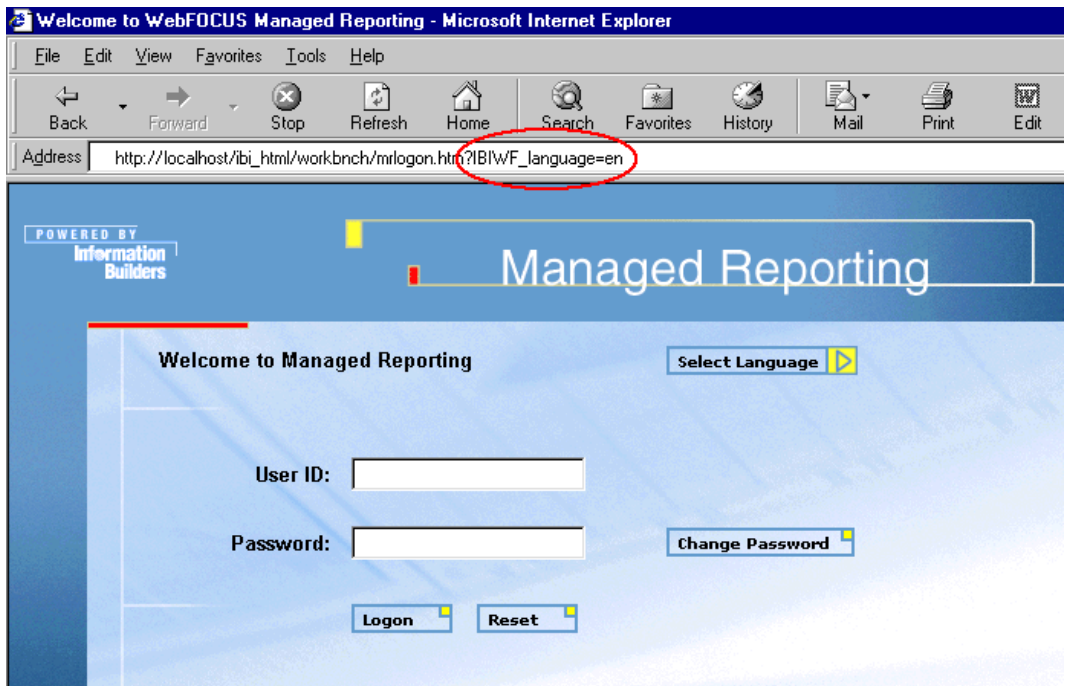 Welcome to WebFOCUS Managed Reporting - Microsoft Internet Explorer
File Edit View Favorites Tools Help
Back Forward Stop Refresh Home Search Favorites History Mail Print Edit
Address http://localhost/ibi_html/workbnch/mrlogon.htm?IBIWF_language=en
POWERED BY
Information
Builders
Managed Reporting
Welcome to Managed Reporting
Select Language
User ID:
Password:
Change Password
Logon Reset